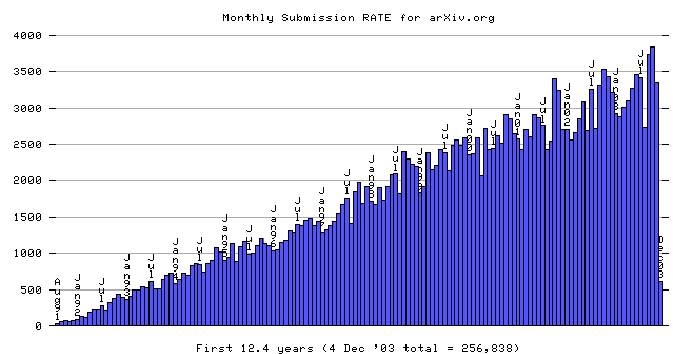 Monthly Submission RATE for arXiv.org
4000
3500
3000
2500
2000
1500
1000
500
0
Aug91
Jan92
Jul
Jan93
Jul
Jan94
Jul
Jan95
Jul
Jan96
Jul
Jan97
Jul
Jan98
Jul
Jan99
Jul
Jan00
Jul
Jan01
Jul
Jan02
Jul
Jan03
Jul
Dec03
First 12.4 years (4 Dec '03 total = 256,838)